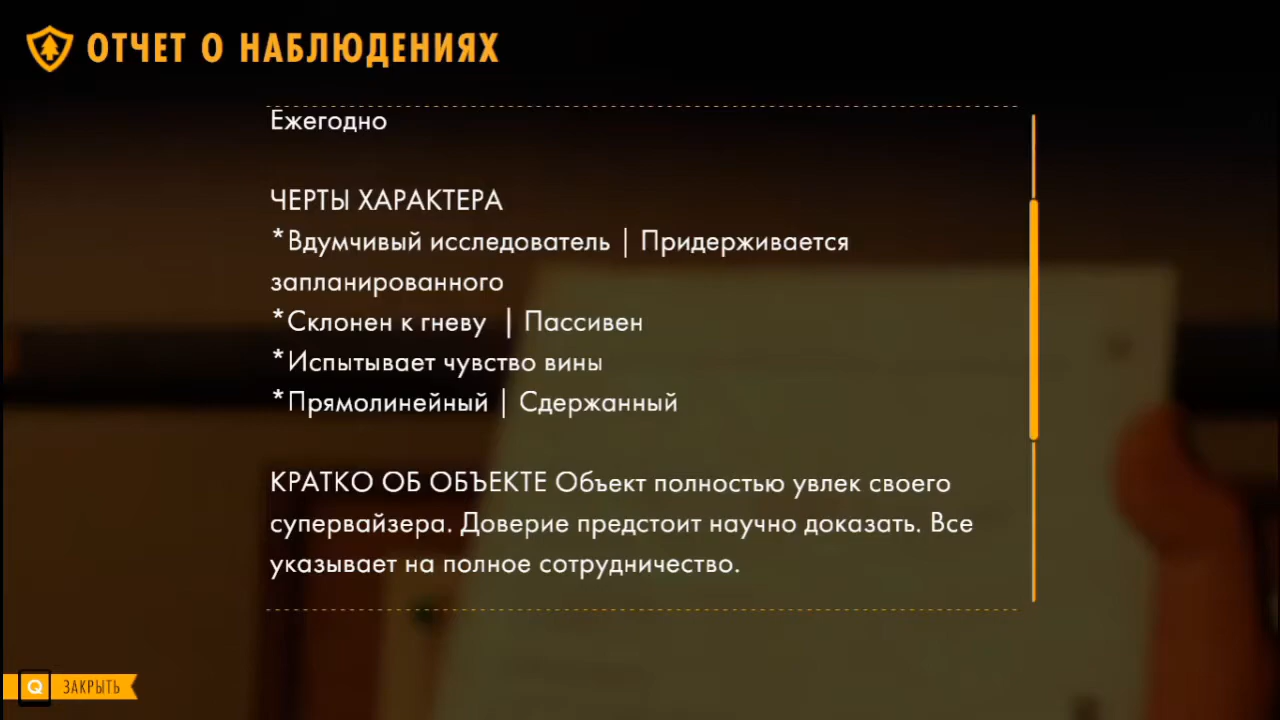 ОТЧЕТ О НАБЛЮДЕНИЯХ
Ежегодно
ЧЕРТЫ ХАРАКТЕРА
*Вдумчивый исследователь | Придерживается
запланированного
*Склонен к гневу | Пассивен
*Испытывает чувство вины
*Прямолинейный | Сдержанный
КРАТКО ОБ ОБЪЕКТЕ Объект полностью увлек своего
супервайзера. Доверие предстоит научно доказать. Все
указывает на полное сотрудничество.
Q ЗАКРЫТЬ